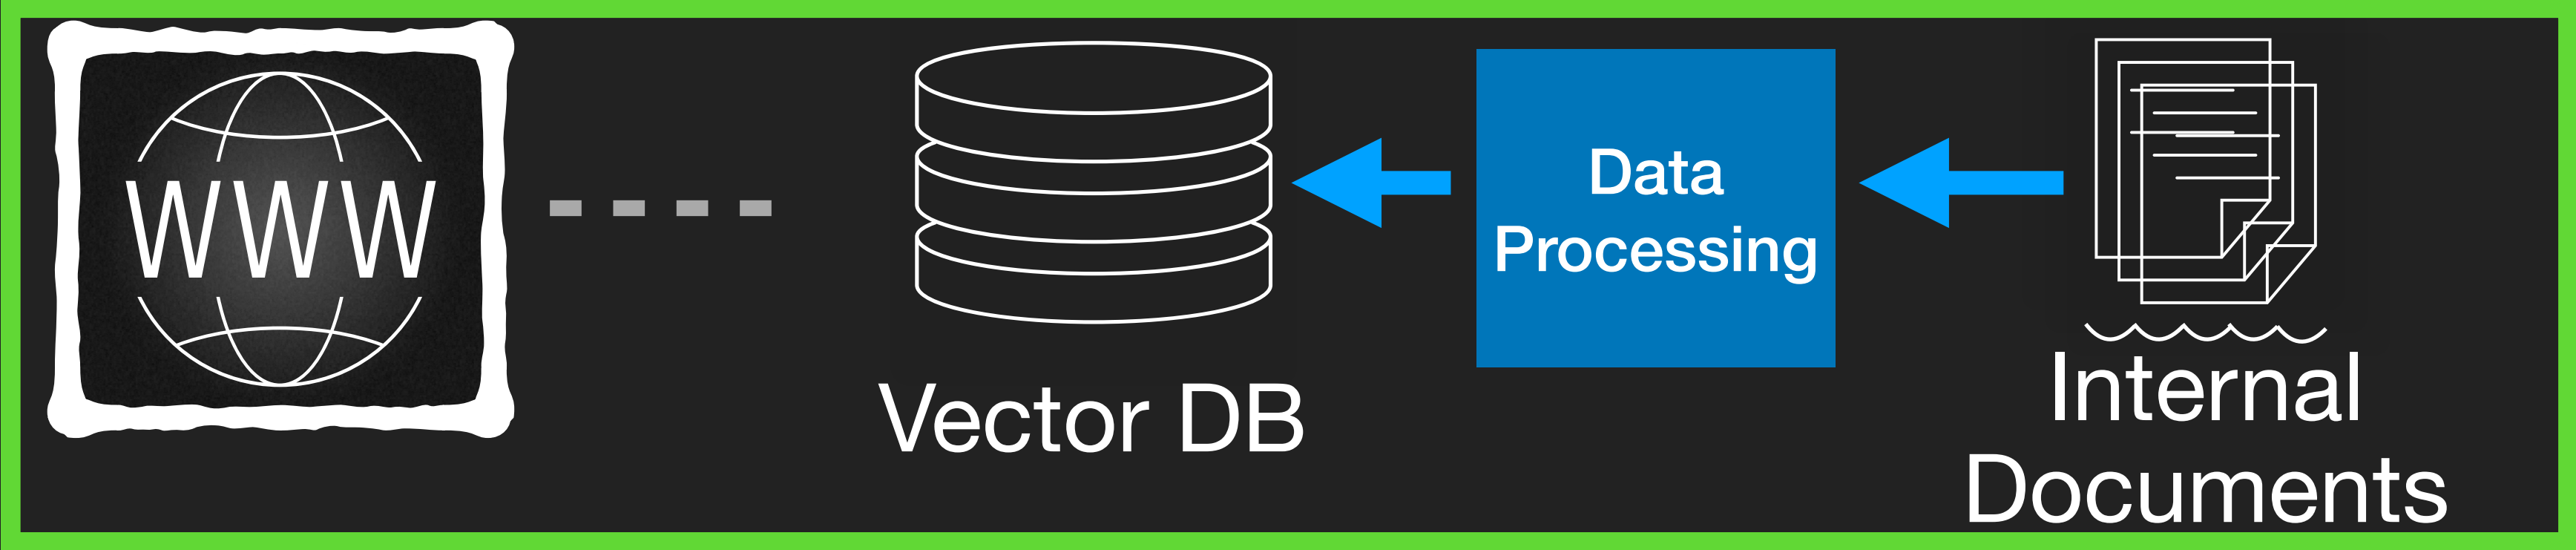 WWW
Vector DB
Data
Processing
Internal
Documents